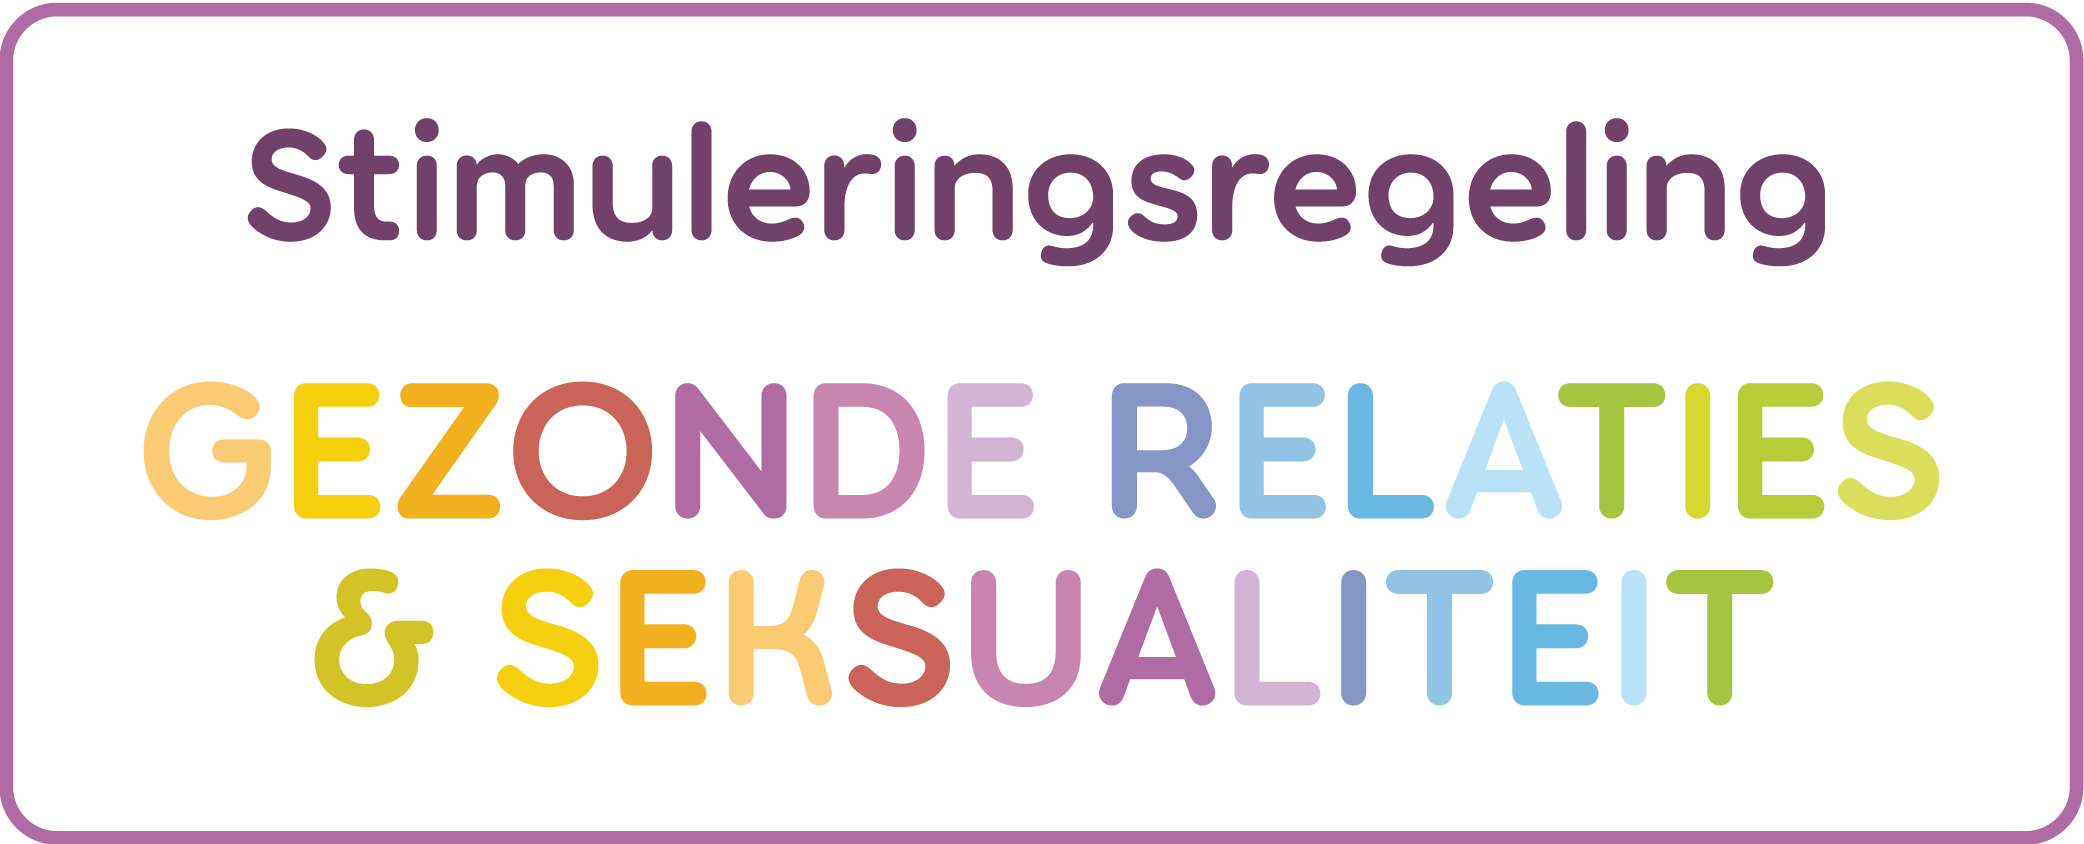 Stimuleringsregeling
GEZONDE RELATIES
& SEKSUALITEIT